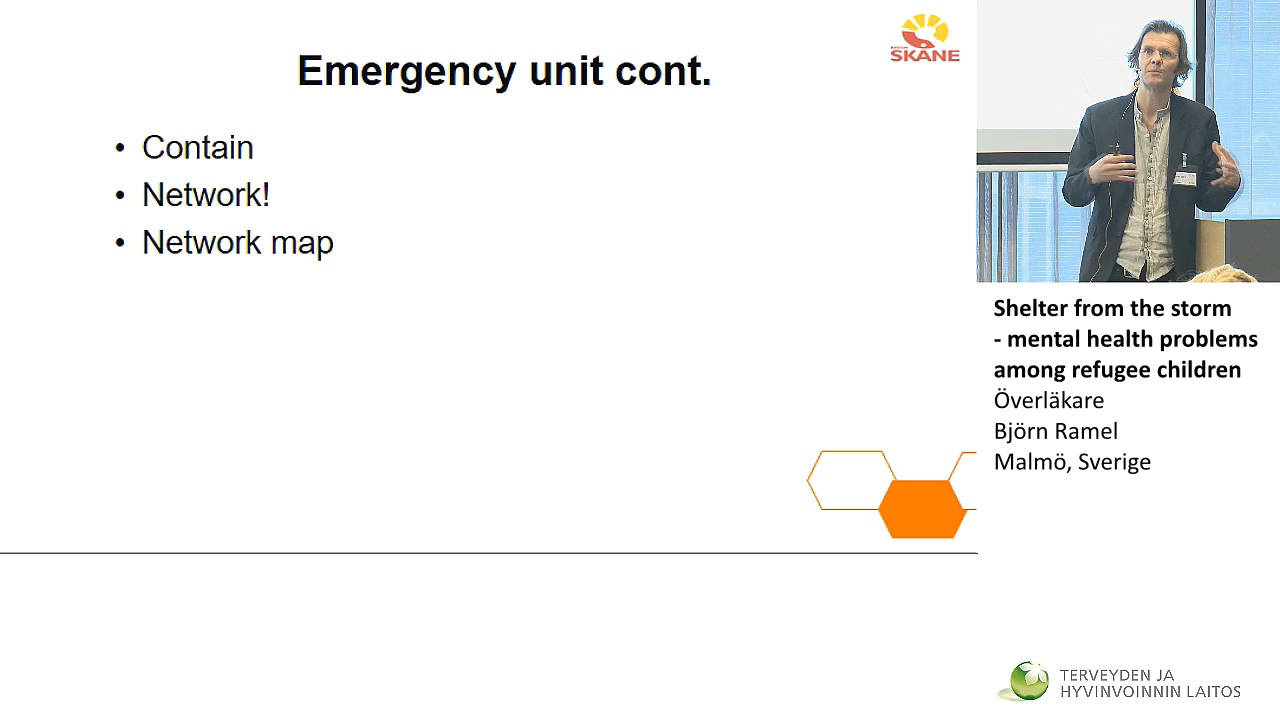 Emergency unit cont.
• Contain
• Network!
• Network map
SKÅNE
Shelter from the storm
- mental health problems
among refugee children
Överläkare
Björn Ramel
Malmö, Sverige
TERVEYDEN JA
HYVINVOINNIN LAITOS